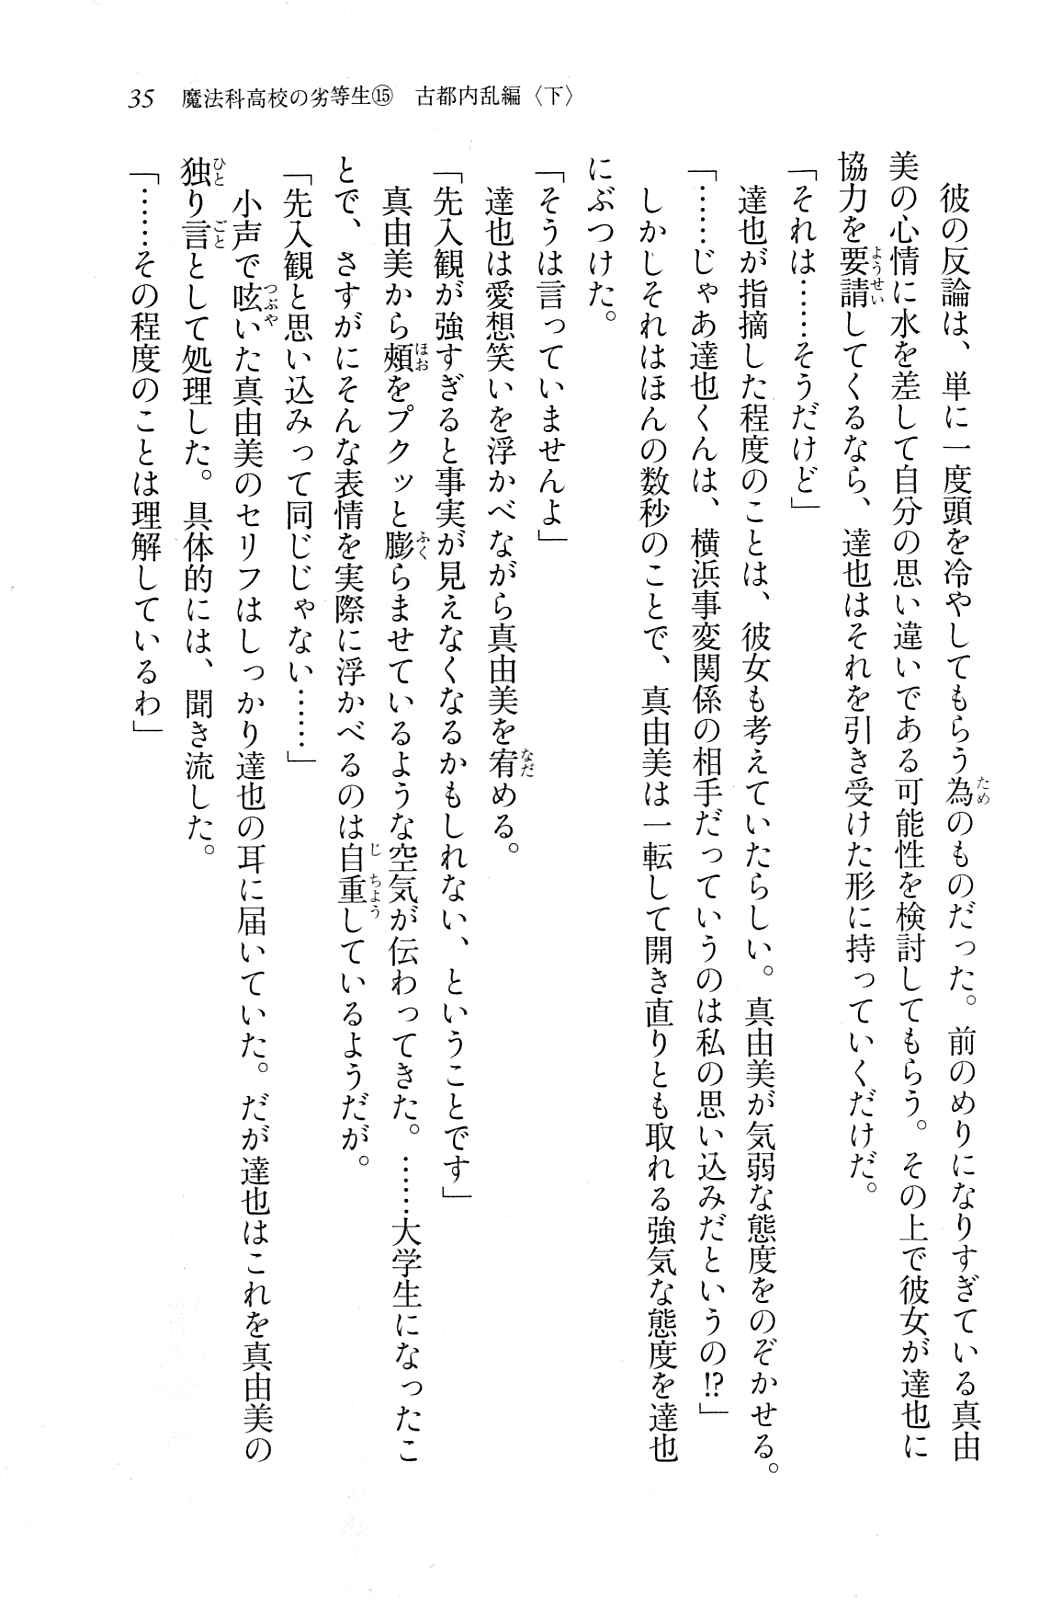 35　魔法科高校の劣等生⑮　古都内乱編〈下〉
　彼の反論は、単に一度頭を冷やしてもらう為のものだった。前のめりになりすぎている真由
美の心情に水を差して自分の思い違いである可能性を検討してもらう。その上で彼女が達也に
協力を要請してくるなら、達也はそれを引き受けた形に持っていくだけだ。
「それは……そうだけど」
　達也が指摘した程度のことは、彼女も考えていたらしい。真由美が気弱な態度をのぞかせる。
「……じゃあ達也くんは、横浜事変関係の相手だっていうのは私の思い込みだというの!?」
　しかしそれはほんの数秒のことで、真由美は一転して開き直りとも取れる強気な態度を達也
にぶつけた。
「そうは言っていませんよ」
　達也は愛想笑いを浮かべながら真由美を宥める。
「先入観が強すぎると事実が見えなくなるかもしれない、ということです」
　真由美から頰をプクッと膨らませているような空気が伝わってきた。……大学生になったこ
とで、さすがにそんな表情を実際に浮かべるのは自重しているようだが。
「先入観と思い込みって同じじゃない……」
　小声で呟いた真由美のセリフはしっかり達也の耳に届いていた。だが達也はこれを真由美の
独り言として処理した。具体的には、聞き流した。
「……その程度のことは理解しているわ」